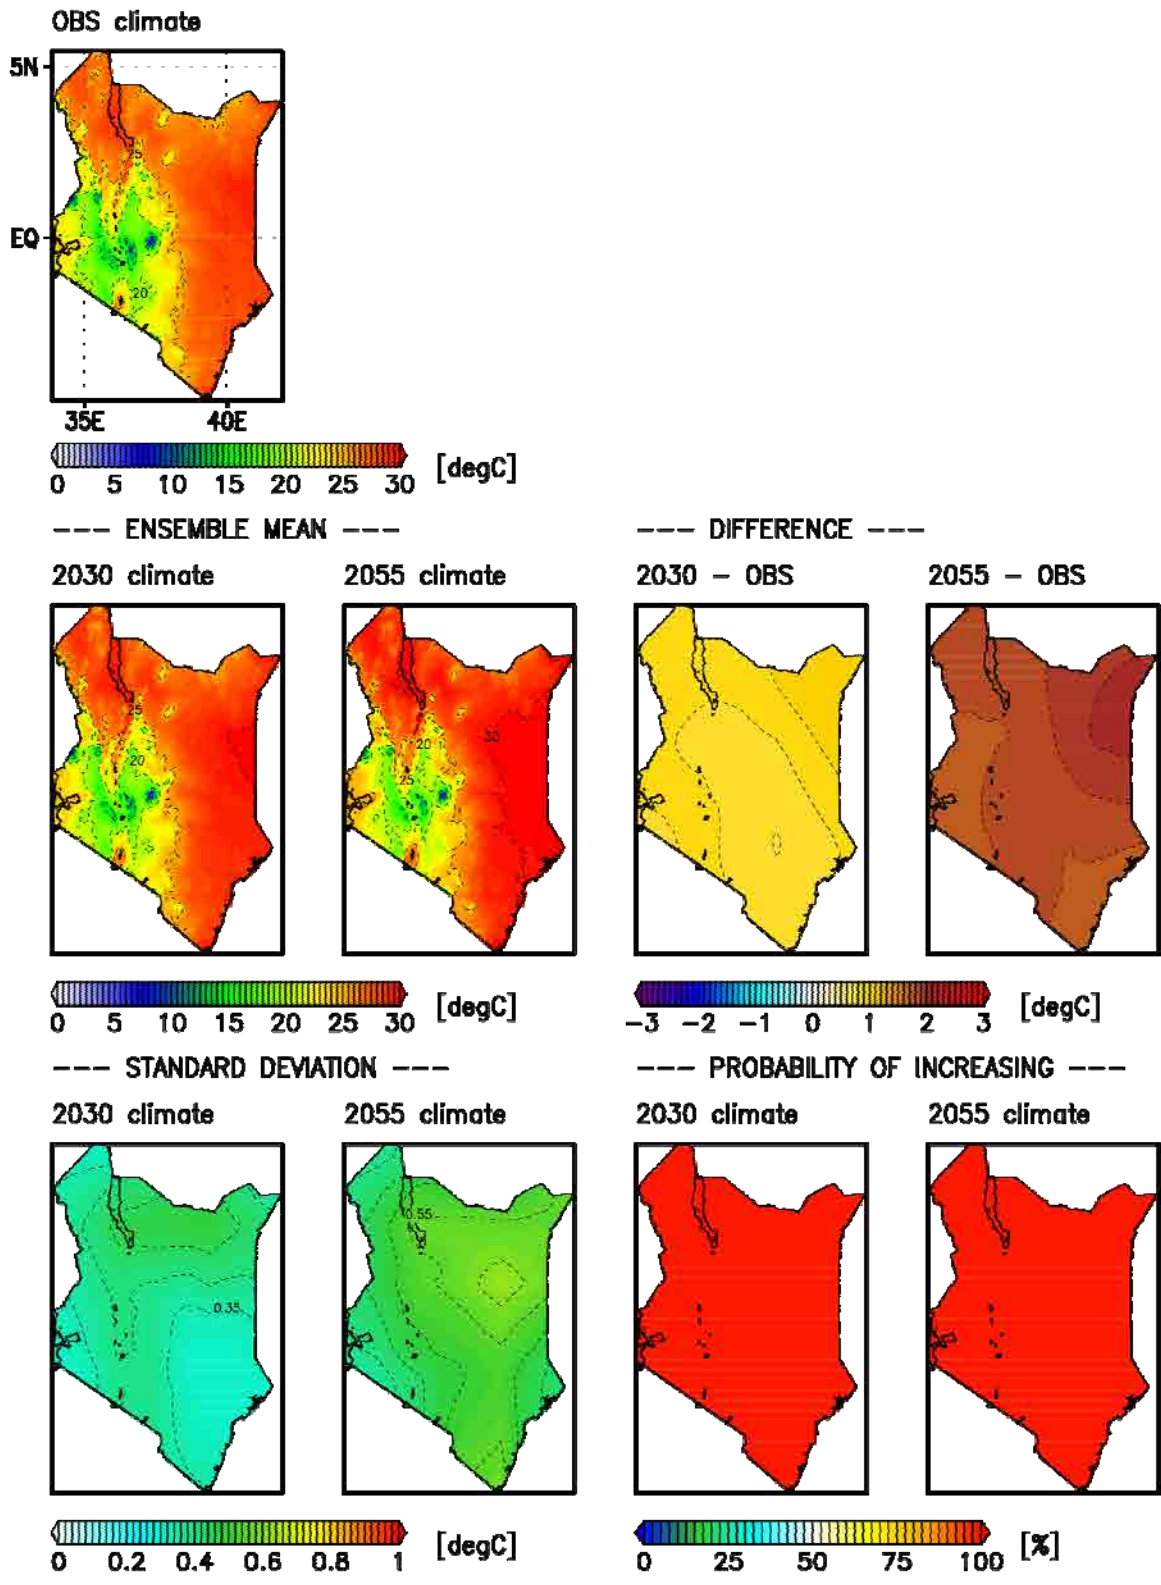 OBS climate
5N
25
EQ
20
35E 40E
0 5 10 15 20 25 30 [degC]
--- ENSEMBLE MEAN --- --- DIFFERENCE ---
2030 climate 2055 climate 2030 - OBS 2055 - OBS
25 30
20 20
25
0 5 10 15 20 25 30 [degC] -3 -2 -1 0 1 2 3 [degC]
--- STANDARD DEVIATION --- --- PROBABILITY OF INCREASING ---
2030 climate 2055 climate 2030 climate 2055 climate
0.55
0.35
0 0.2 0.4 0.6 0.8 1 [degC] 0 25 50 75 100 [%]